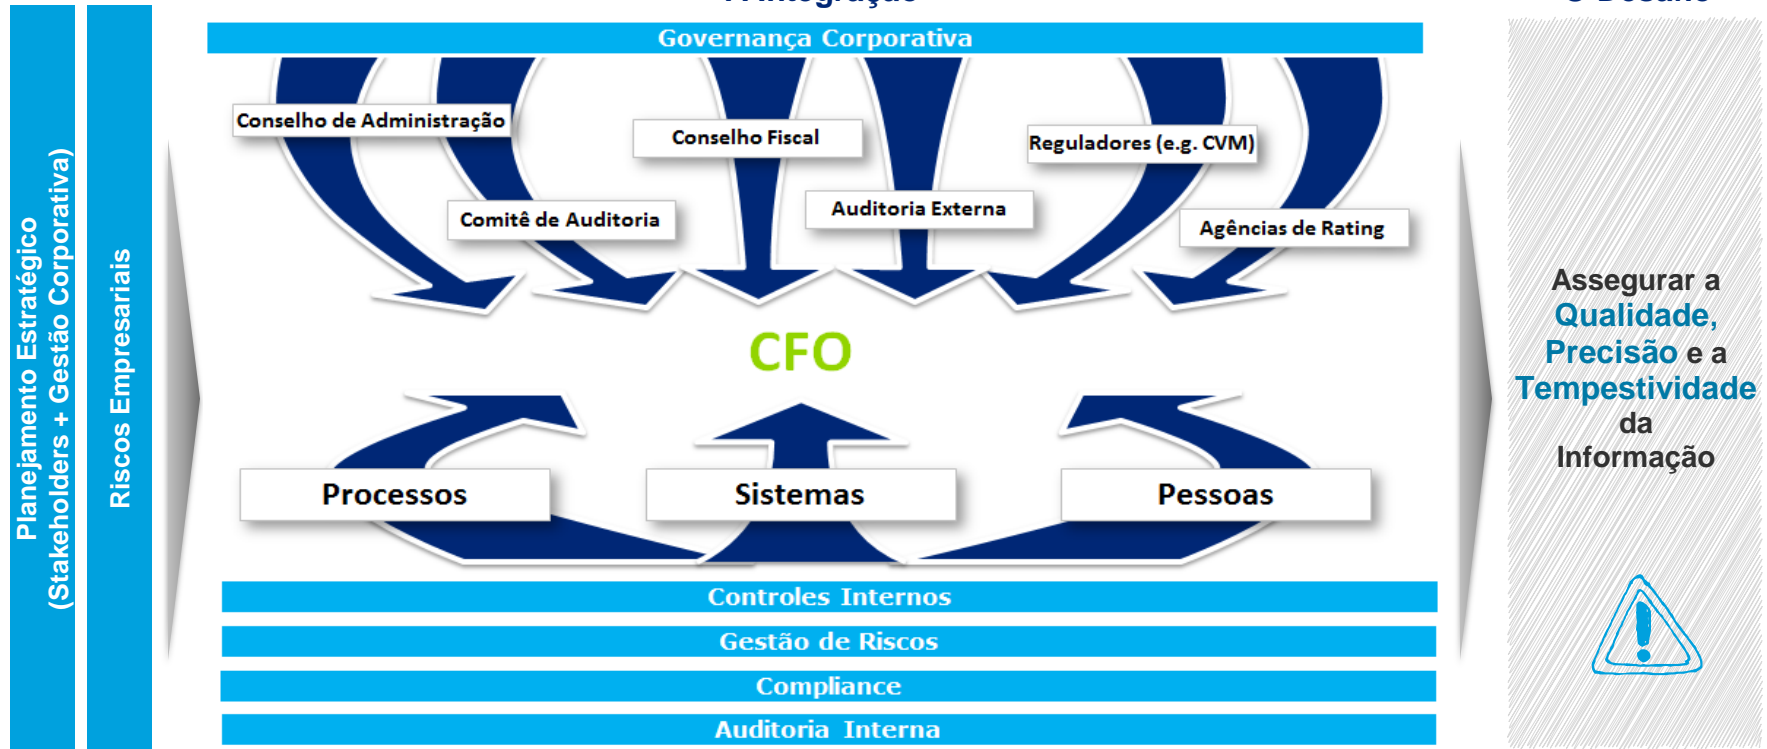 A Integração
O Desafio
Planejamento Estratégico
(Stakeholders + Gestão Corporativa)
Riscos Empresariais
Governança Corporativa
Conselho de Administração
Conselho Fiscal
Reguladores (e.g. CVM)
Comitê de Auditoria
Auditoria Externa
Agências de Rating
CFO
Processos
Sistemas
Pessoas
Controles Internos
Gestão de Riscos
Compliance
Auditoria Interna
Assegurar a
Qualidade,
Precisão e a
Tempestividade
da
Informação